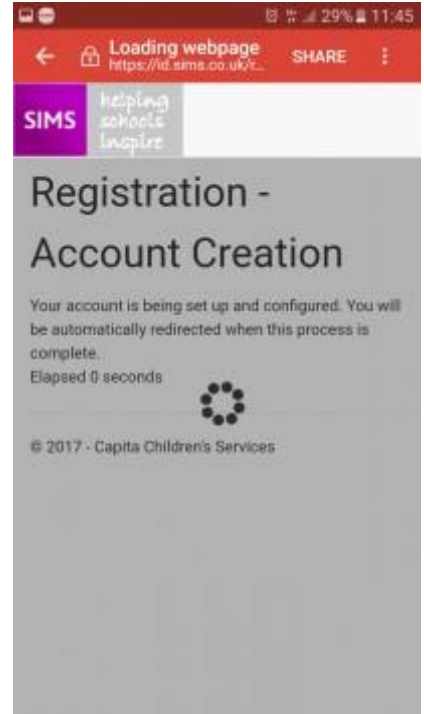 29% 11:45
Loading webpage
https://id.sims.co.uk/r...
SHARE
SIMS
helping
schools
inspire
Registration -
Account Creation
Your account is being set up and configured. You will
be automatically redirected when this process is
complete.
Elapsed 0 seconds
© 2017 - Capita Children's Services